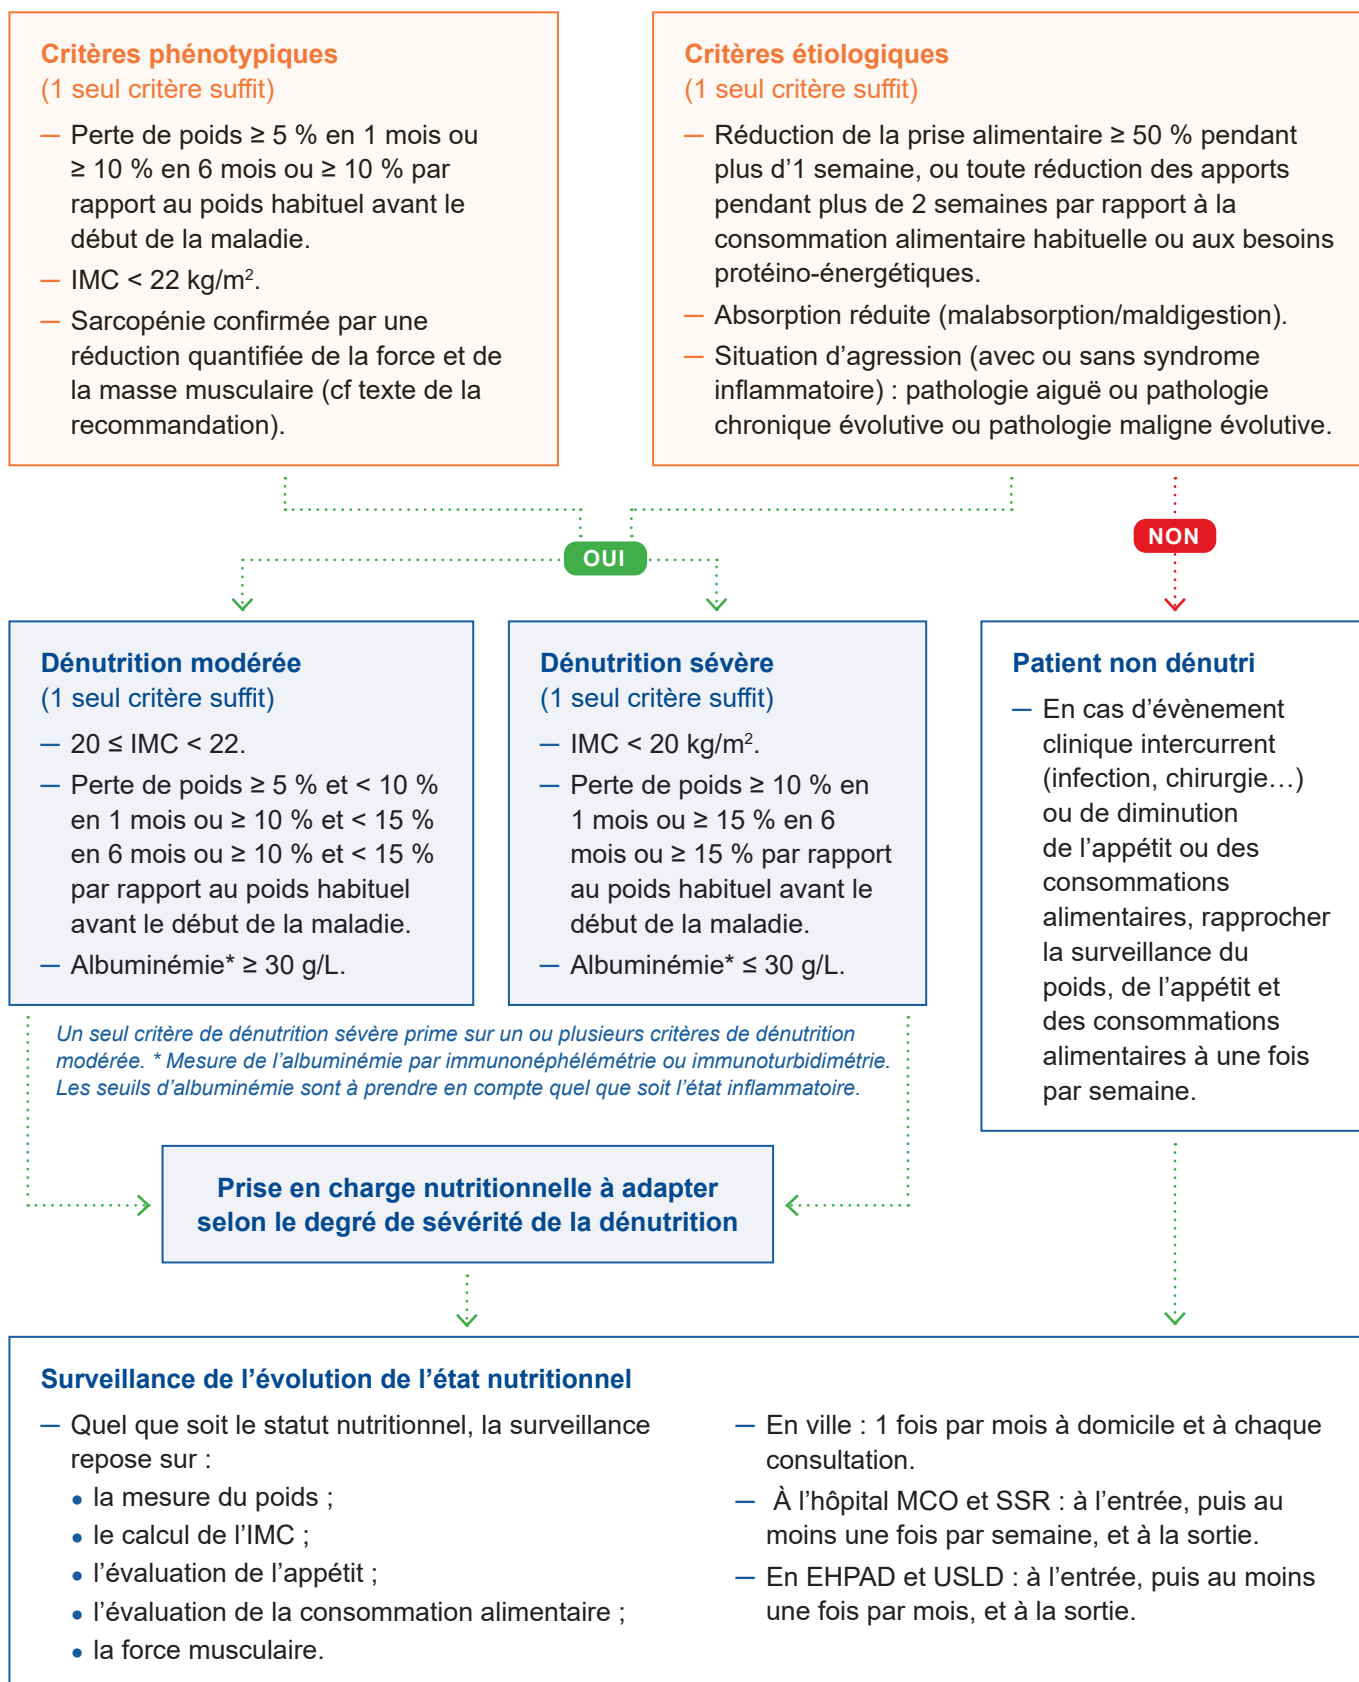 Critères phénotypiques
(1 seul critère suffit)
— Perte de poids ≥ 5 % en 1 mois ou
≥ 10 % en 6 mois ou ≥ 10 % par
rapport au poids habituel avant le
début de la maladie.
— IMC < 22 kg/m².
— Sarcopénie confirmée par une
réduction quantifiée de la force et de
la masse musculaire (cf texte de la
recommandation).
Critères étiologiques
(1 seul critère suffit)
— Réduction de la prise alimentaire ≥ 50 % pendant
plus d’1 semaine, ou toute réduction des apports
pendant plus de 2 semaines par rapport à la
consommation alimentaire habituelle ou aux besoins
protéino-énergétiques.
— Absorption réduite (malabsorption/maldigestion).
— Situation d’agression (avec ou sans syndrome
inflammatoire) : pathologie aiguë ou pathologie
chronique évolutive ou pathologie maligne évolutive.
OUI
NON
Dénutrition modérée
(1 seul critère suffit)
— 20 ≤ IMC < 22.
— Perte de poids ≥ 5 % et < 10 %
en 1 mois ou ≥ 10 % et < 15 %
en 6 mois ou ≥ 10 % et < 15 %
par rapport au poids habituel
avant le début de la maladie.
— Albuminémie* ≥ 30 g/L.
Dénutrition sévère
(1 seul critère suffit)
— IMC < 20 kg/m².
— Perte de poids ≥ 10 % en
1 mois ou ≥ 15 % en 6
mois ou ≥ 15 % par rapport
au poids habituel avant le
début de la maladie.
— Albuminémie* ≤ 30 g/L.
Patient non dénutri
— En cas d’évènement
clinique intercurrent
(infection, chirurgie…)
ou de diminution
de l’appétit ou des
consommations
alimentaires, rapprocher
la surveillance du
poids, de l’appétit et
des consommations
alimentaires à une fois
par semaine.
Un seul critère de dénutrition sévère prime sur un ou plusieurs critères de dénutrition
modérée. * Mesure de l’albuminémie par immunonéphélémétrie ou immunoturbidimétrie.
Les seuils d’albuminémie sont à prendre en compte quel que soit l’état inflammatoire.
Prise en charge nutritionnelle à adapter
selon le degré de sévérité de la dénutrition
Surveillance de l’évolution de l’état nutritionnel
— Quel que soit le statut nutritionnel, la surveillance
repose sur :
• la mesure du poids ;
• le calcul de l’IMC ;
• l’évaluation de l’appétit ;
• l’évaluation de la consommation alimentaire ;
• la force musculaire.
— En ville : 1 fois par mois à domicile et à chaque
consultation.
— À l’hôpital MCO et SSR : à l’entrée, puis au
moins une fois par semaine, et à la sortie.
— En EHPAD et USLD : à l’entrée, puis au moins
une fois par mois, et à la sortie.